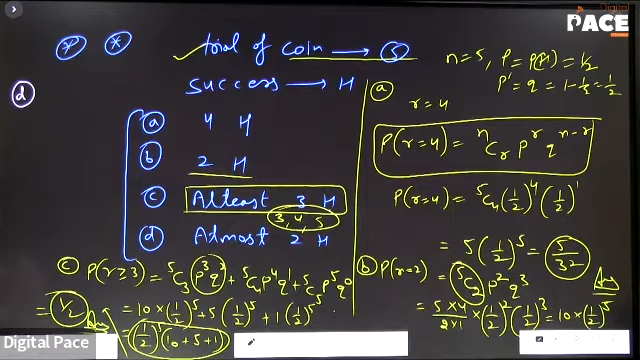 Digital
PACE
Ⓟ * trial of coin → ⑤
success → H
ⓓ
ⓐ 4 H
ⓑ 2 H
ⓒ Atleast 3 H
3, 4, 5
ⓓ Atmost 2 H
n=5, P = P(H) = 1/2
P' = q = 1 - 1/2 = 1/2
ⓐ r = 4
P(r=4) = ⁿCᵣ pʳ qⁿ⁻ʳ
P(r=4) = ⁵C₄ (1/2)⁴ (1/2)¹
= 5 (1/2)⁵ = 5/32 Ans
ⓑ P(r=2) = ⁵C₂ p² q³
= 5×4/2×1 × (1/2)² (1/2)³ = 10 × (1/2)⁵
ⓒ P(r≥3) = ⁵C₃ p³q + ⁵C₄ p⁴q¹ + ⁵C₅ p⁵q⁰
= 10 × (1/2)⁵ + 5 (1/2)⁵ + 1 (1/2)⁵
= (1/2)⁵ (10 + 5 + 1)
= 1/2 Ans
Digital Pace